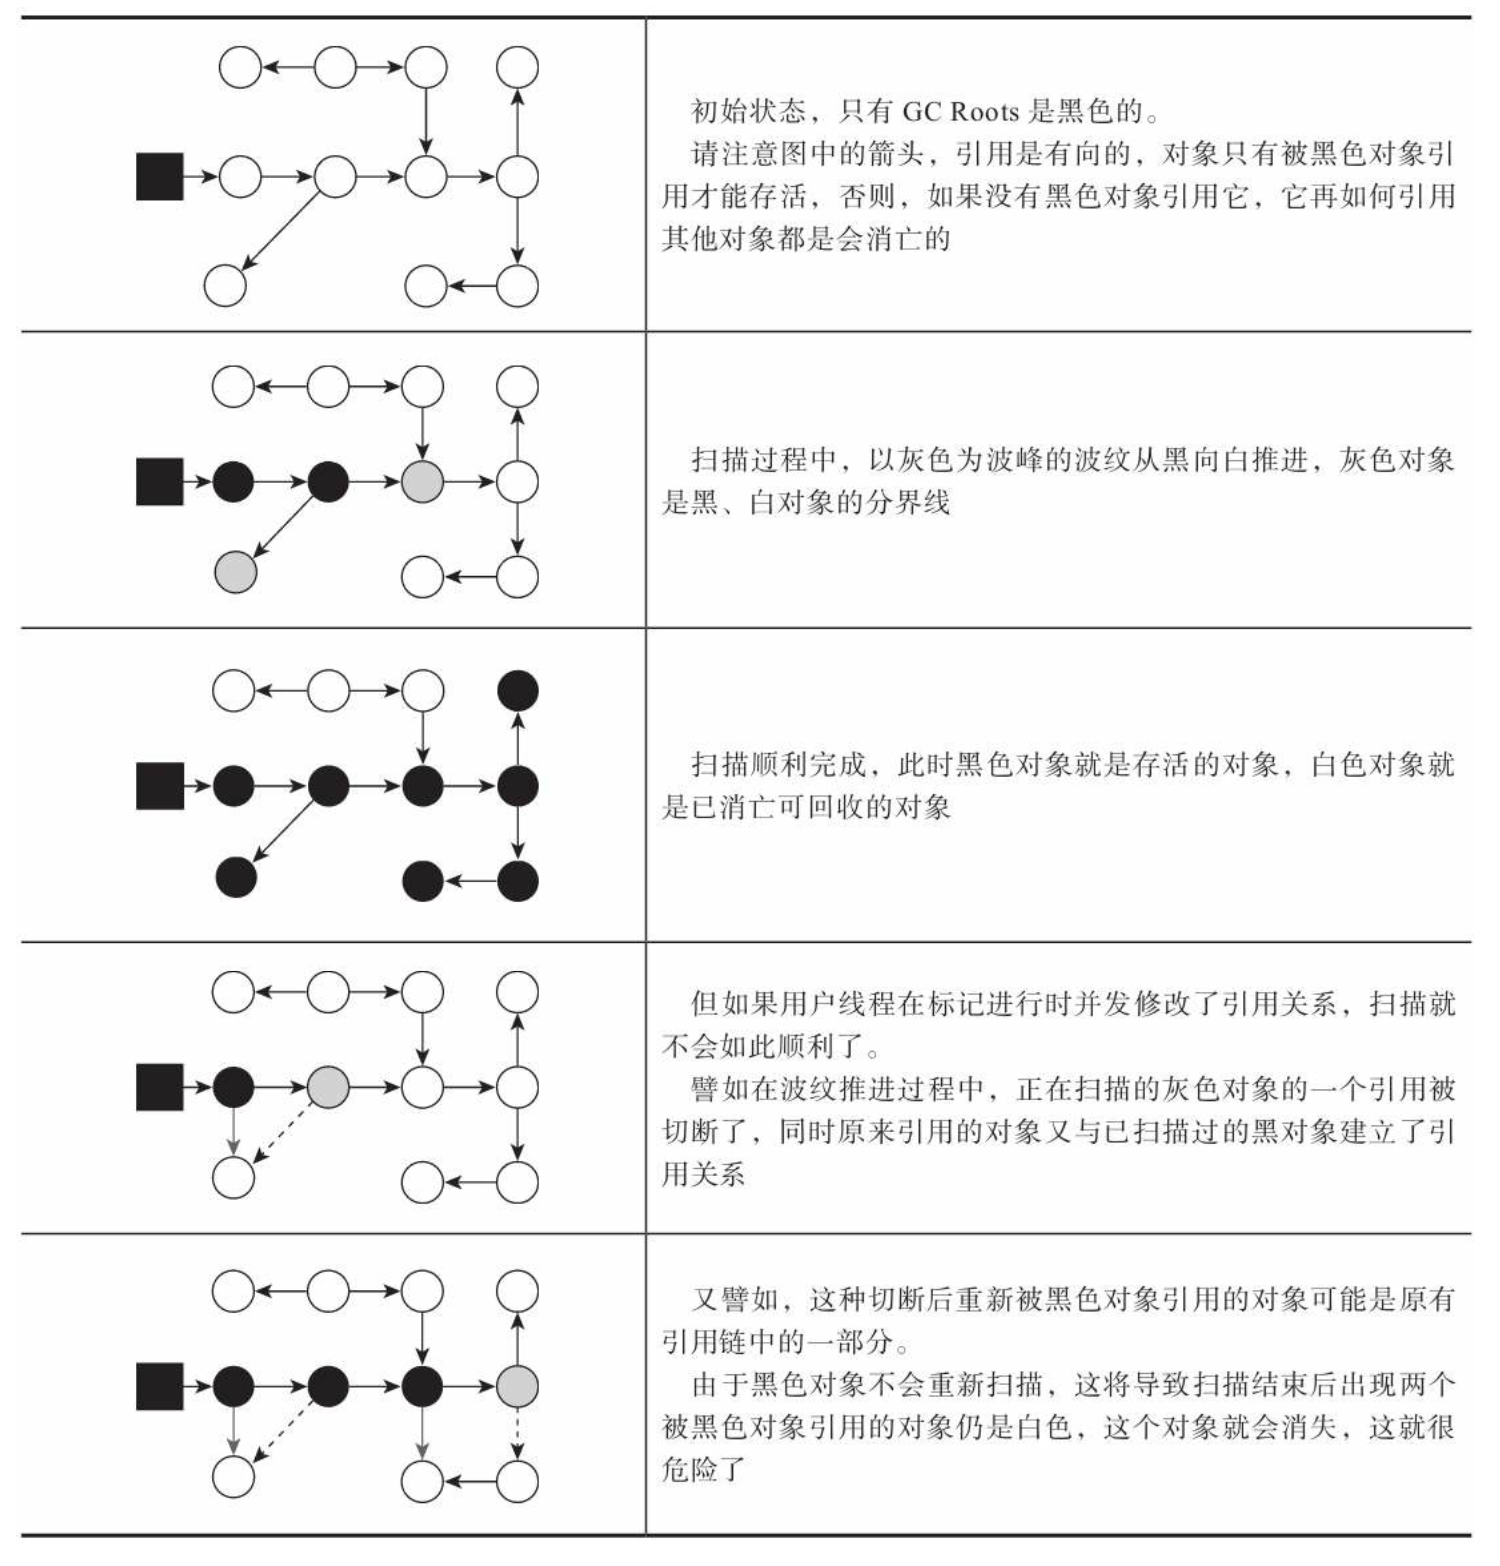 初始状态，只有 GC Roots 是黑色的。
请注意图中的箭头，引用是有向的，对象只有被黑色对象引
用才能存活，否则，如果没有黑色对象引用它，它再如何引用
其他对象都是会消亡的
扫描过程中，以灰色为波峰的波纹从黑向白推进，灰色对象
是黑、白对象的分界线
扫描顺利完成，此时黑色对象就是存活的对象，白色对象就
是已消亡可回收的对象
但如果用户线程在标记进行时并发修改了引用关系，扫描就
不会如此顺利了。
譬如在波纹推进过程中，正在扫描的灰色对象的一个引用被
切断了，同时原来引用的对象又与已扫描过的黑对象建立了引
用关系
又譬如，这种切断后重新被黑色对象引用的对象可能是原有
引用链中的一部分。
由于黑色对象不会重新扫描，这将导致扫描结束后出现两个
被黑色对象引用的对象仍是白色，这个对象就会消失，这就很
危险了